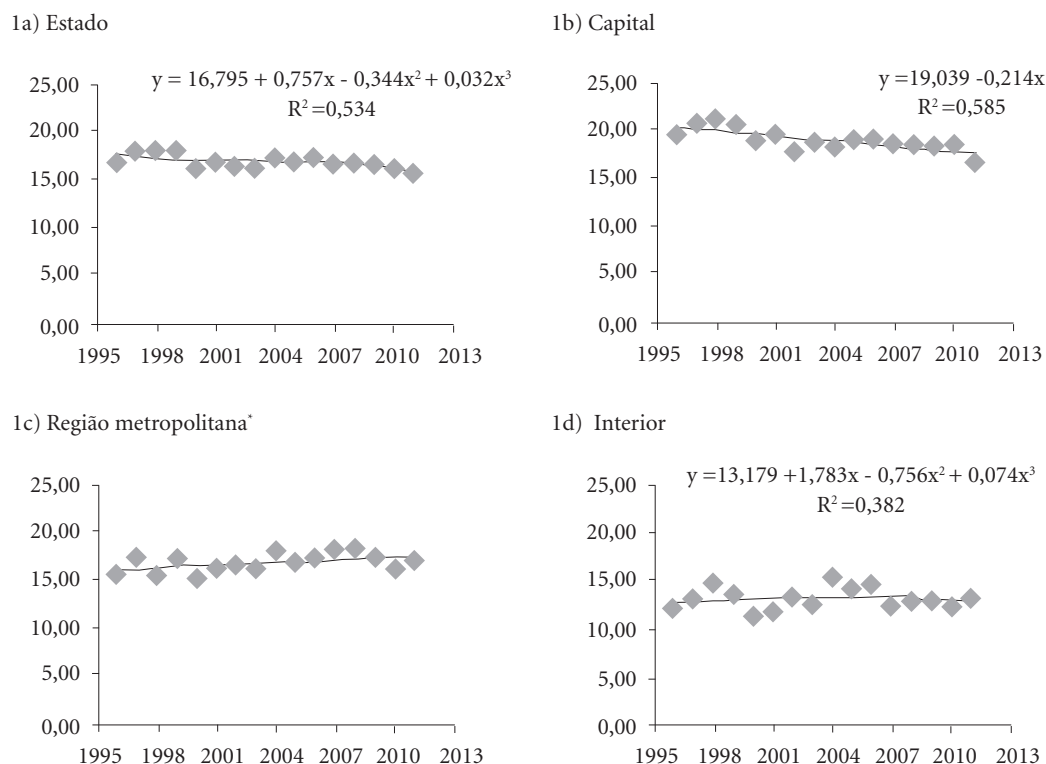 1a) Estado
y = 16,795 + 0,757x - 0,344x² + 0,032x³
R² =0,534
25,00
20,00
15,00
10,00
5,00
0,00
1995 1998 2001 2004 2007 2010 2013
1b) Capital
y =19,039 -0,214x
R² =0,585
25,00
20,00
15,00
10,00
5,00
0,00
1995 1998 2001 2004 2007 2010 2013
1c) Região metropolitana*
25,00
20,00
15,00
10,00
5,00
0,00
1995 1998 2001 2004 2007 2010 2013
1d) Interior
y =13,179 +1,783x - 0,756x² + 0,074x³
R² =0,382
25,00
20,00
15,00
10,00
5,00
0,00
1995 1998 2001 2004 2007 2010 2013